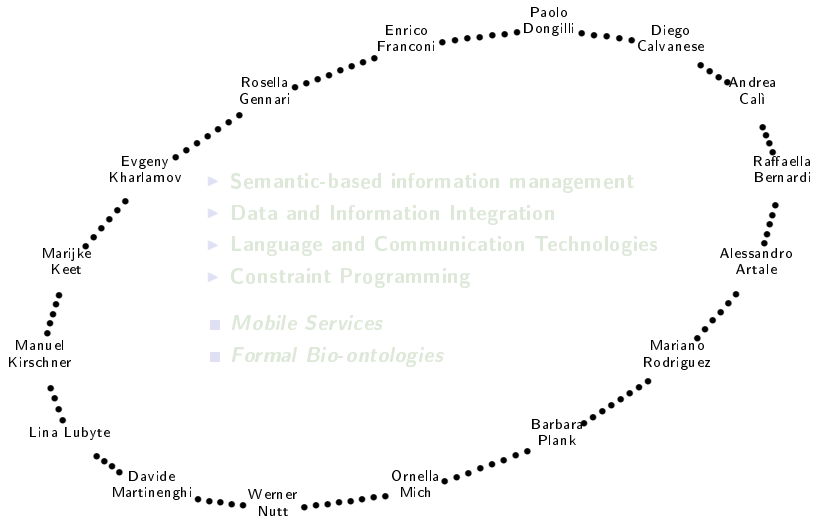 Paolo
Dongilli
Enrico
Franconi
Diego
Calvanese
Rosella
Gennari
Andrea
Calì
Evgeny
Kharlamov
Raffaella
Bernardi
Semantic-based information management
Data and Information Integration
Language and Communication Technologies
Constraint Programming
Mobile Services
Formal Bio-ontologies
Marijke
Keet
Alessandro
Artale
Manuel
Kirschner
Mariano
Rodriguez
Lina Lubyte
Barbara
Plank
Davide
Martinenghi
Werner
Nutt
Ornella
Mich